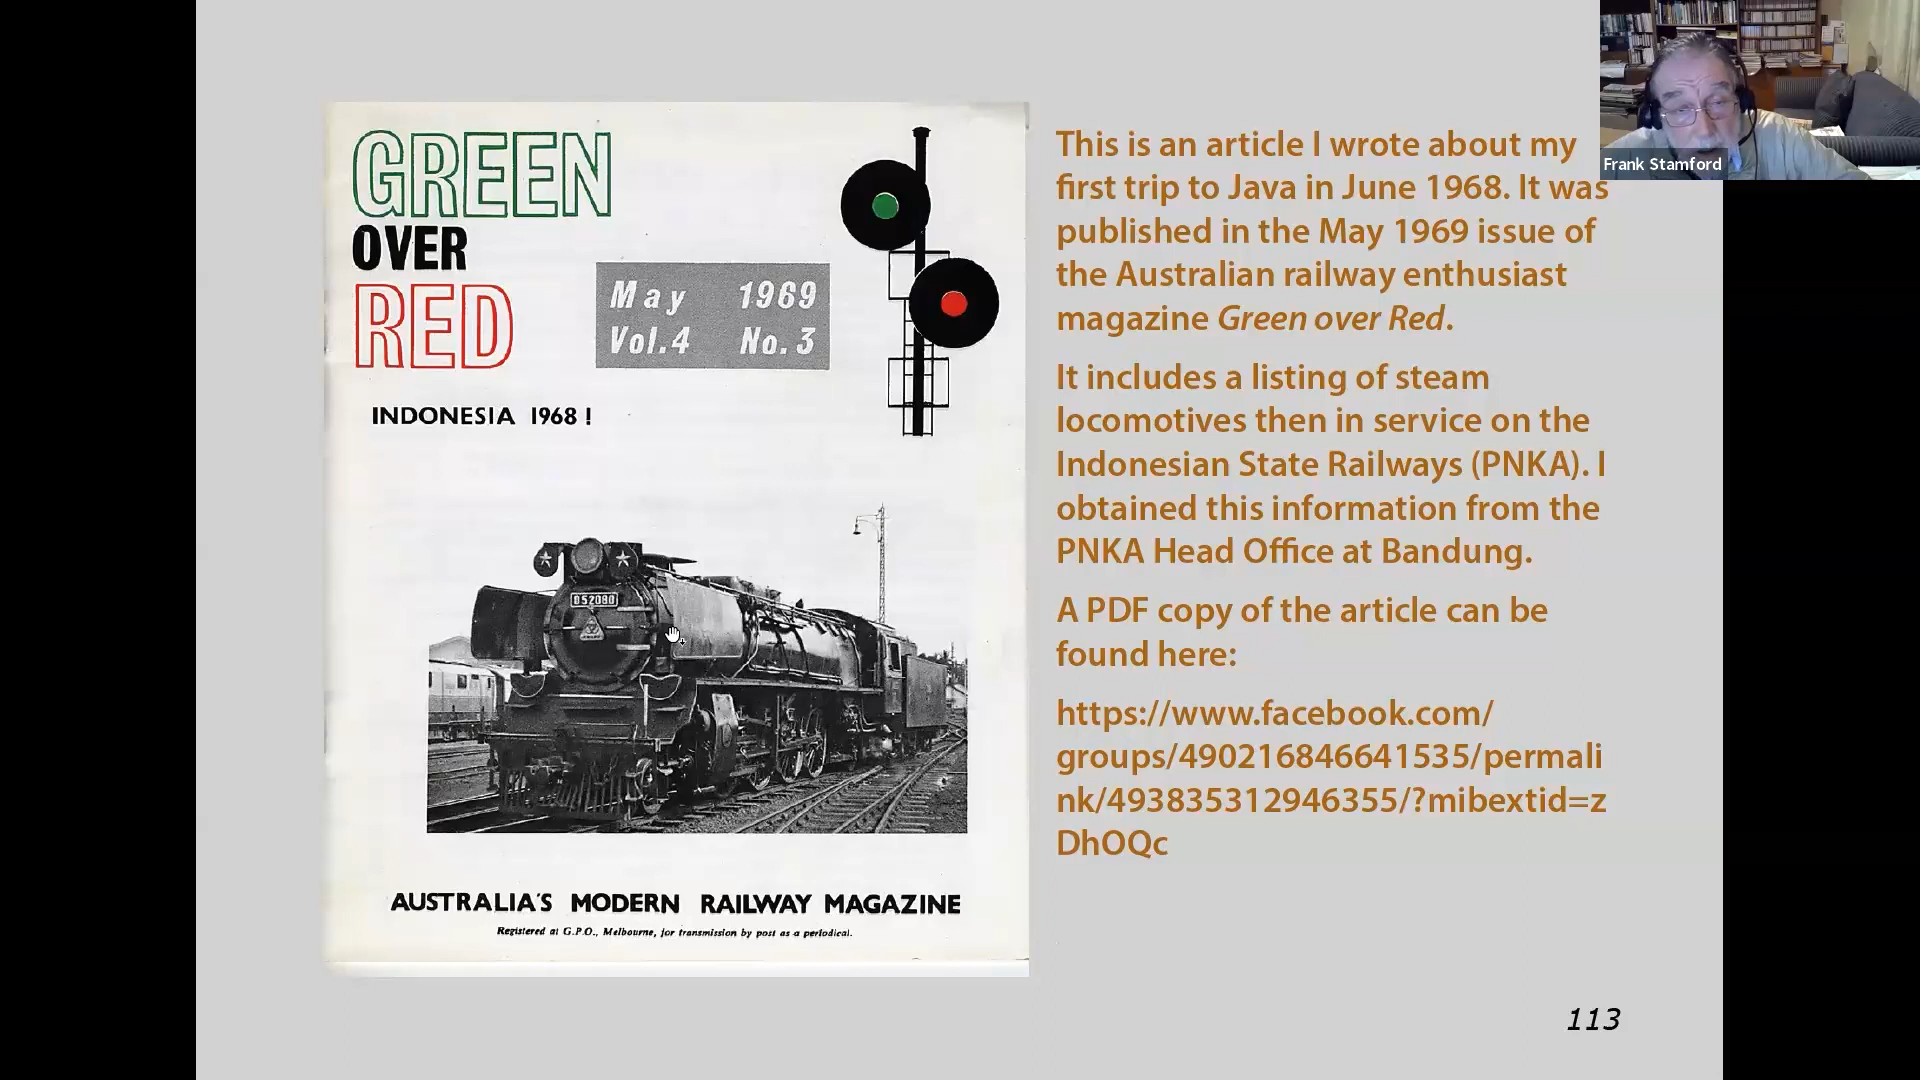 GREEN
OVER
RED
May 1969
Vol.4 No.3
INDONESIA 1968 !
D52080
AUSTRALIA'S MODERN RAILWAY MAGAZINE
Registered at G.P.O., Melbourne, for transmission by post as a periodical.
This is an article I wrote about my
first trip to Java in June 1968. It was
published in the May 1969 issue of
the Australian railway enthusiast
magazine Green over Red.
It includes a listing of steam
locomotives then in service on the
Indonesian State Railways (PNKA). I
obtained this information from the
PNKA Head Office at Bandung.
A PDF copy of the article can be
found here:
https://www.facebook.com/
groups/490216846641535/permali
nk/493835312946355/?mibextid=z
DhOQc
Frank Stamford
113